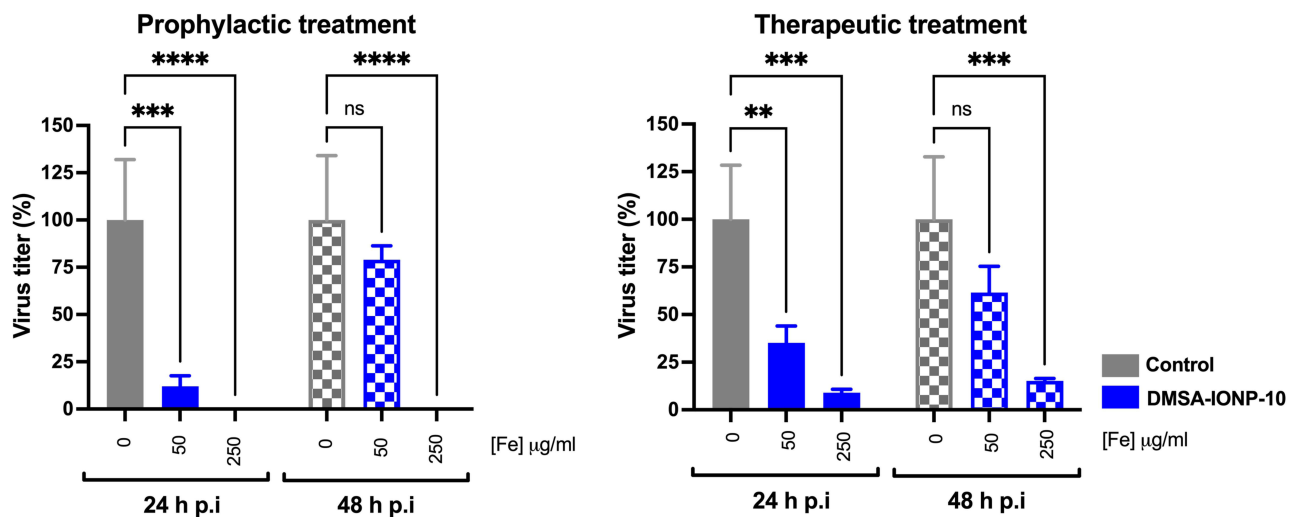 Prophylactic treatment
**** ****
*** ns
Virus titer (%)
150
125
100
75
50
25
0
0 50 250 0 50 250 [Fe] μg/ml
24 h p.i 48 h p.i
Therapeutic treatment
*** ***
** ns
Virus titer (%)
150
125
100
75
50
25
0
0 50 250 0 50 250 [Fe] μg/ml
24 h p.i 48 h p.i
Control
DMSA-IONP-10